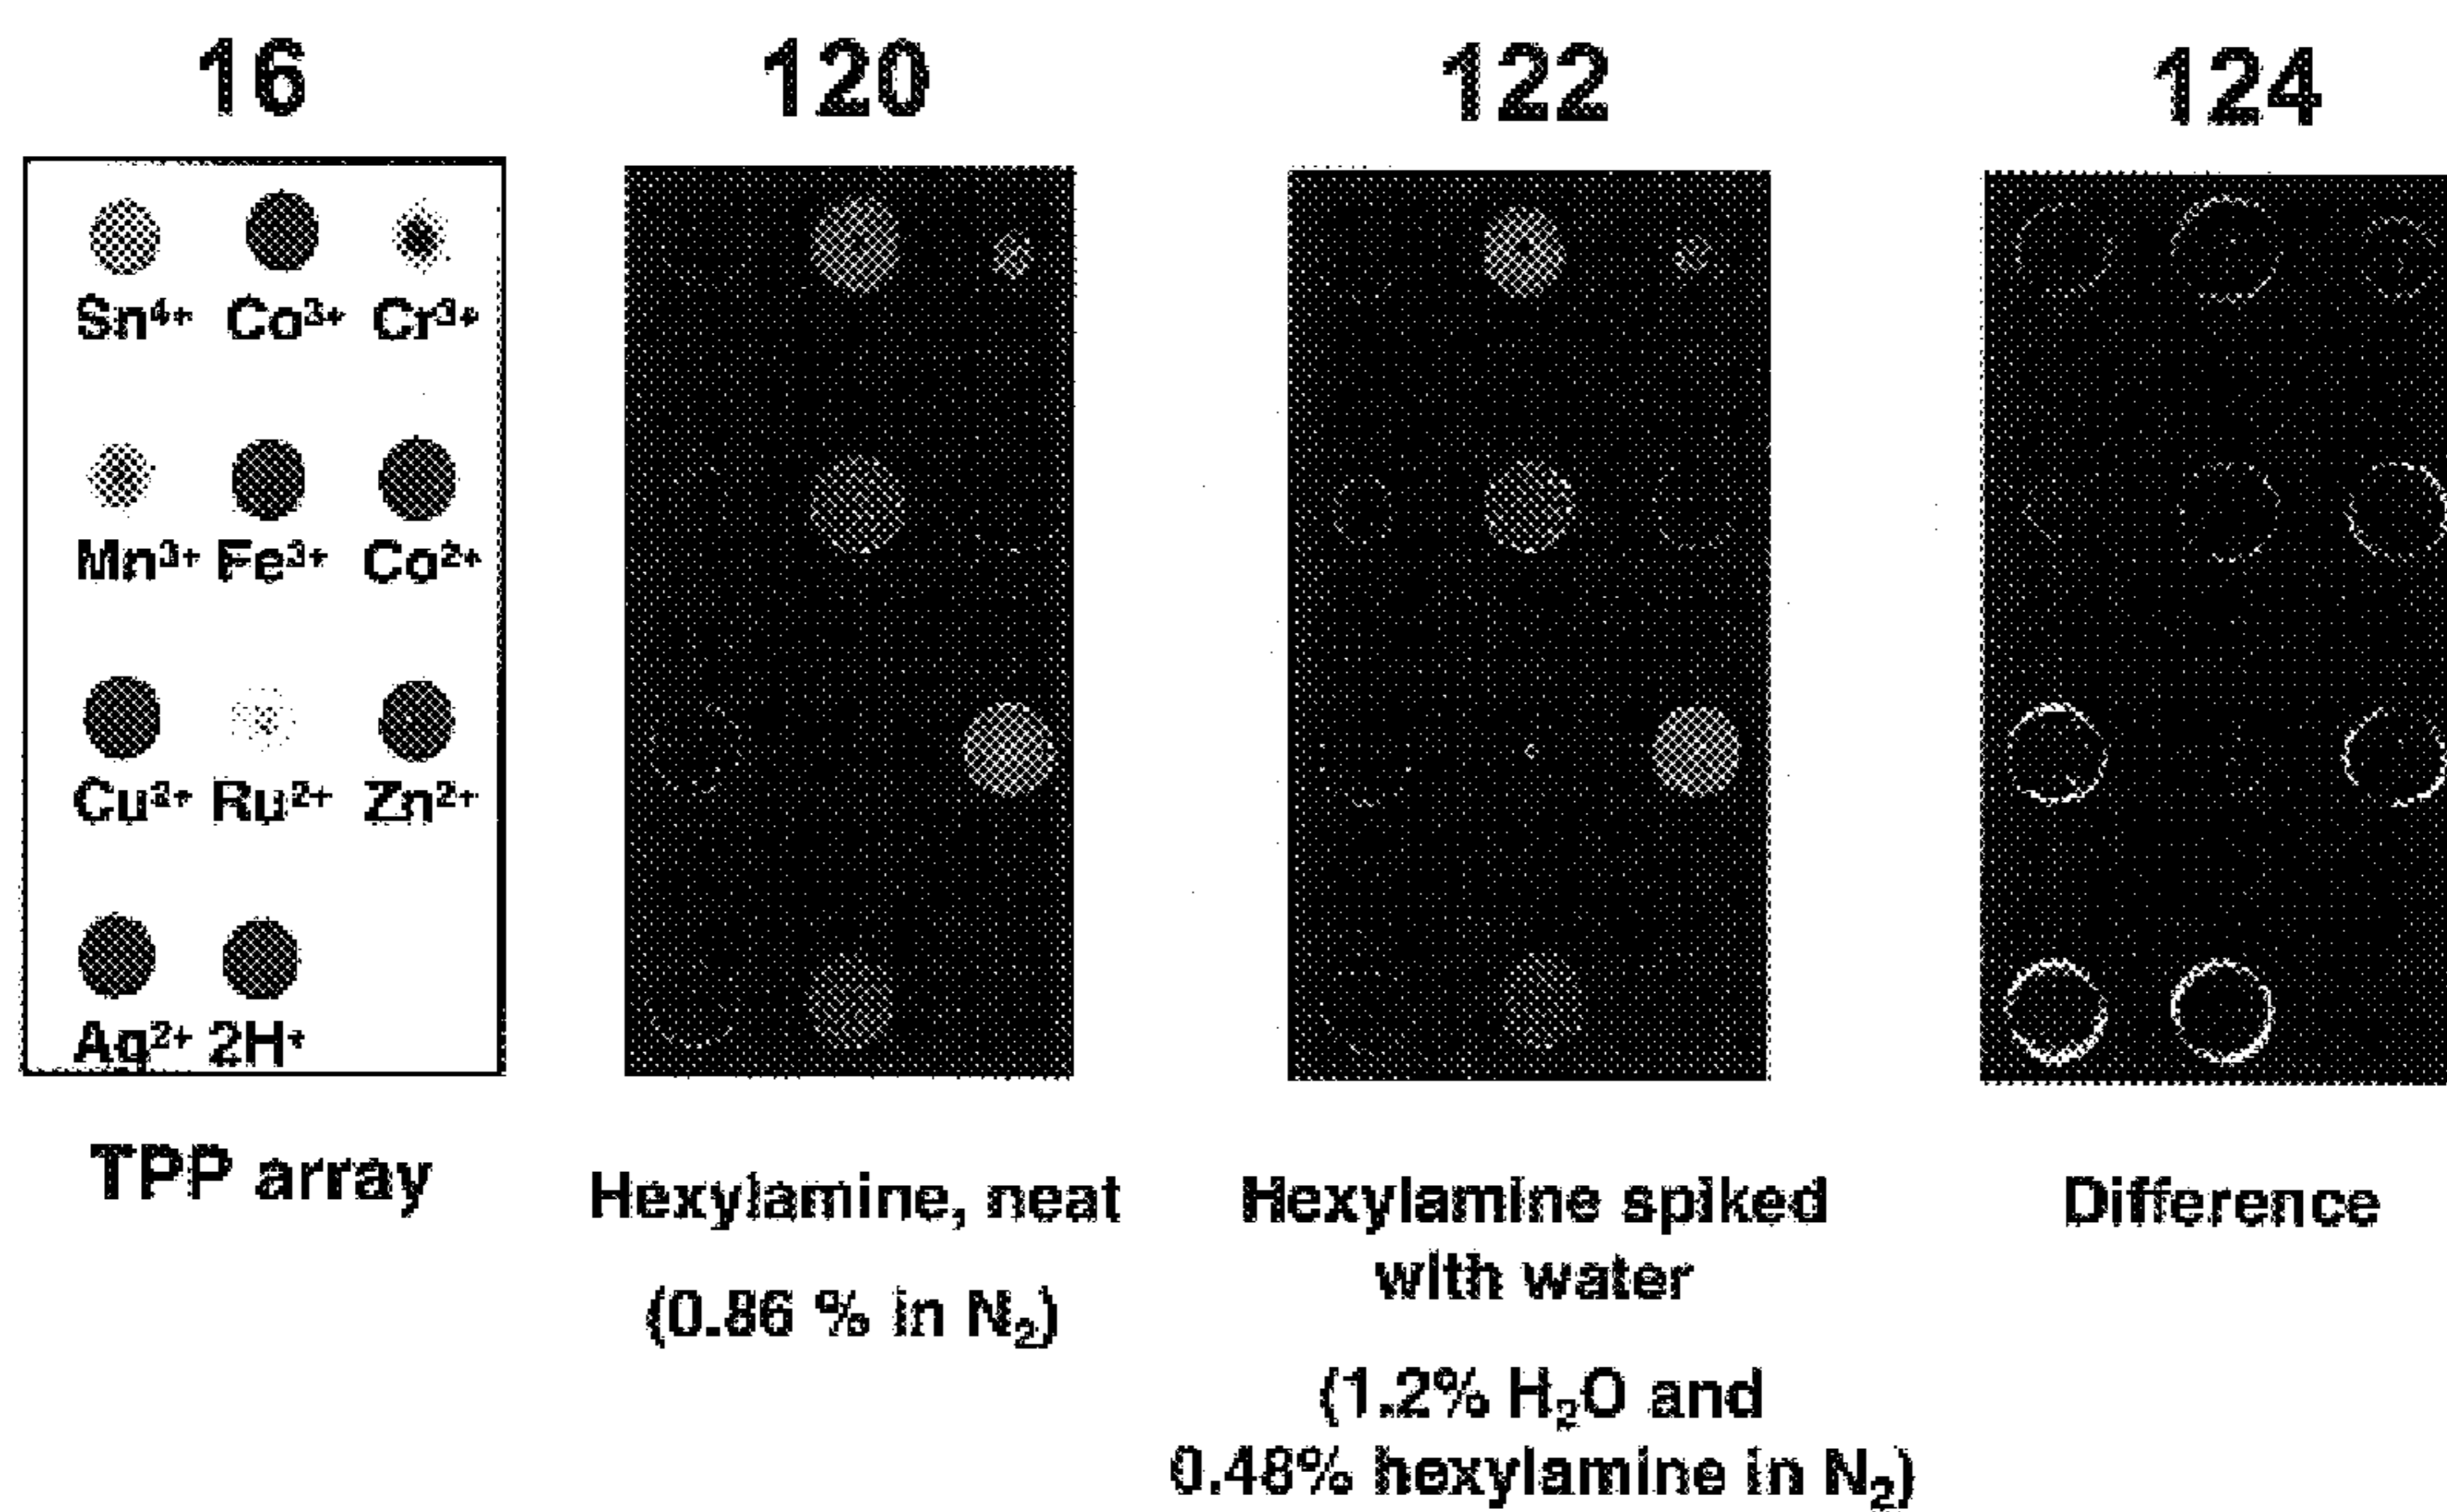 16
120
122
124
Sn⁴⁺ Co³⁺ Cr³⁺
Mn³⁺ Fe³⁺ Co²⁺
Cu²⁺ Ru²⁺ Zn²⁺
Ag²⁺ 2H⁺
TPP array
Hexylamine, neat
(0.86 % in N₂)
Hexylamine spiked
with water
(1.2% H₂O and
0.48% hexylamine in N₂)
Difference